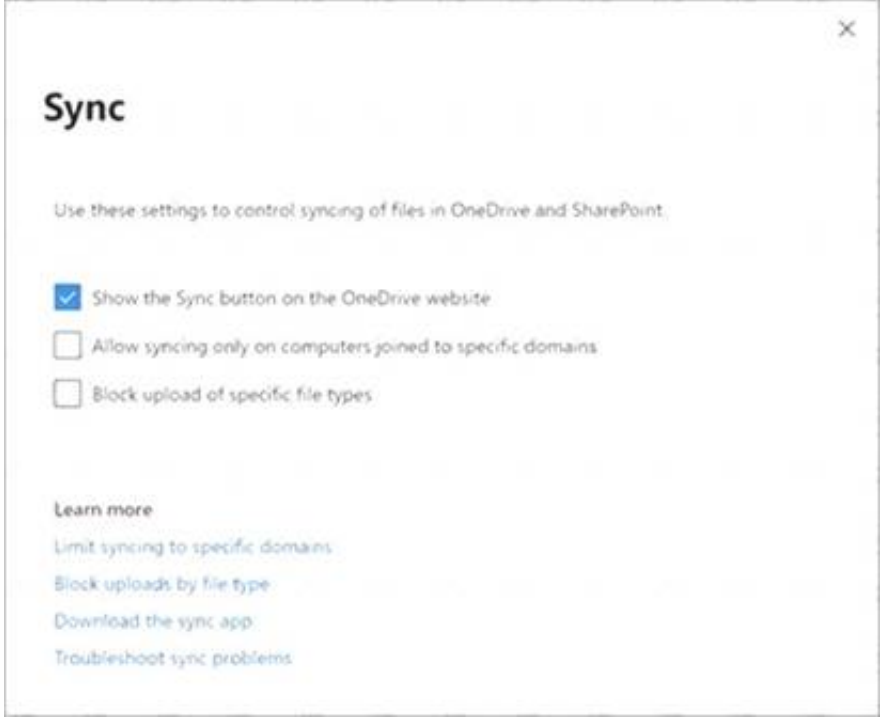 Sync
Use these settings to control syncing of files in OneDrive and SharePoint.
Show the Sync button on the OneDrive website
Allow syncing only on computers joined to specific domains
Block upload of specific file types
Learn more
Limit syncing to specific domains
Block uploads by file type
Download the sync app
Troubleshoot sync problems